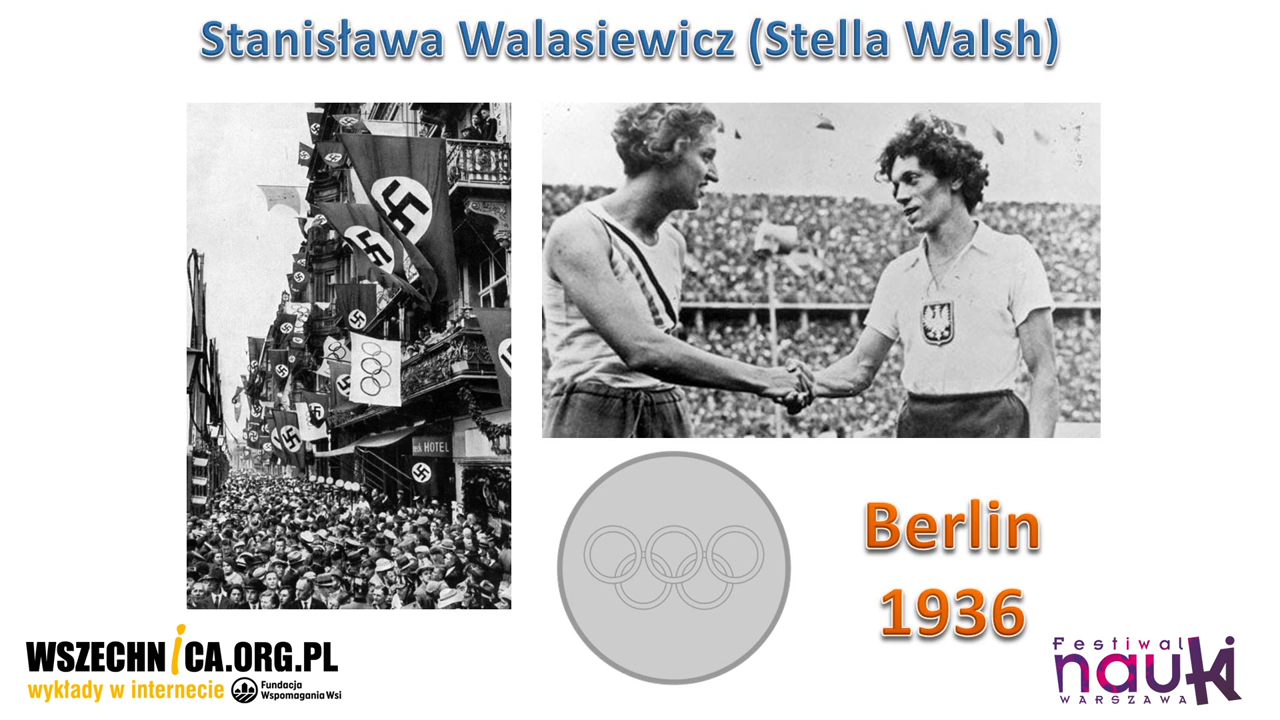 Stanisława Walasiewicz (Stella Walsh)
HOTEL
Berlin
1936
WSZECHNICA.ORG.PL
wykłady w internecie
Fundacja
Wspomagania Wsi
Festiwal
nauki
WARSZAWA